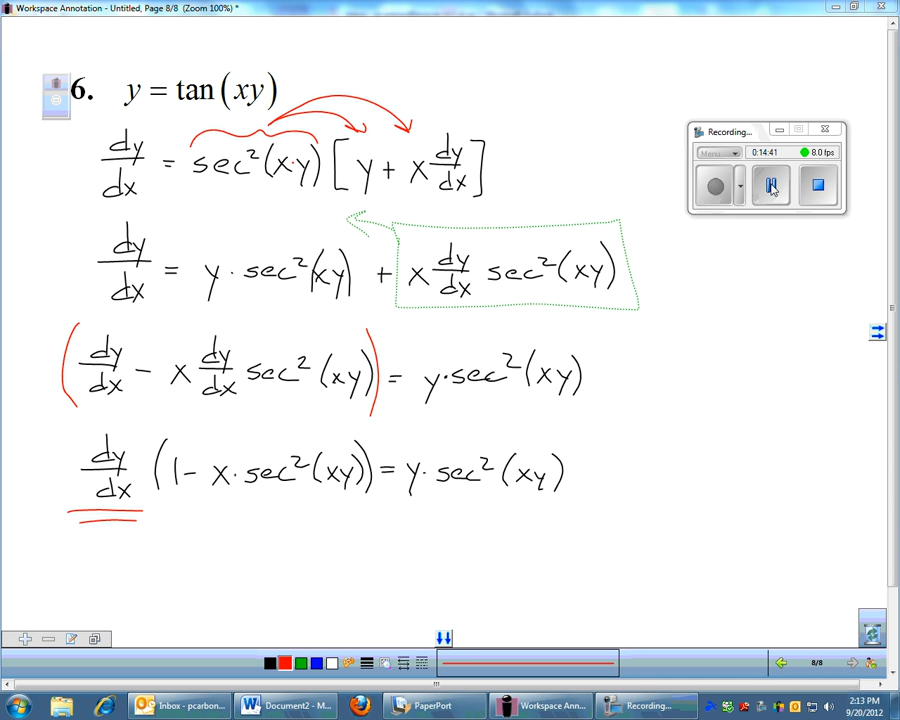 Workspace Annotation - Untitled, Page 8/8 (Zoom 100%) *
6. y = tan(xy)
dy/dx = sec²(x·y)[y + x dy/dx]
dy/dx = y · sec²(xy) + x dy/dx sec²(xy)
(dy/dx - x dy/dx sec²(xy)) = y·sec²(xy)
dy/dx (1 - x·sec²(xy)) = y·sec²(xy)
Recording...
Menu
0:14:41
8.0 fps
8/8
Inbox - pcarbon...
Document2 - M...
PaperPort
Workspace Ann...
Recording...
2:13 PM
9/20/2012